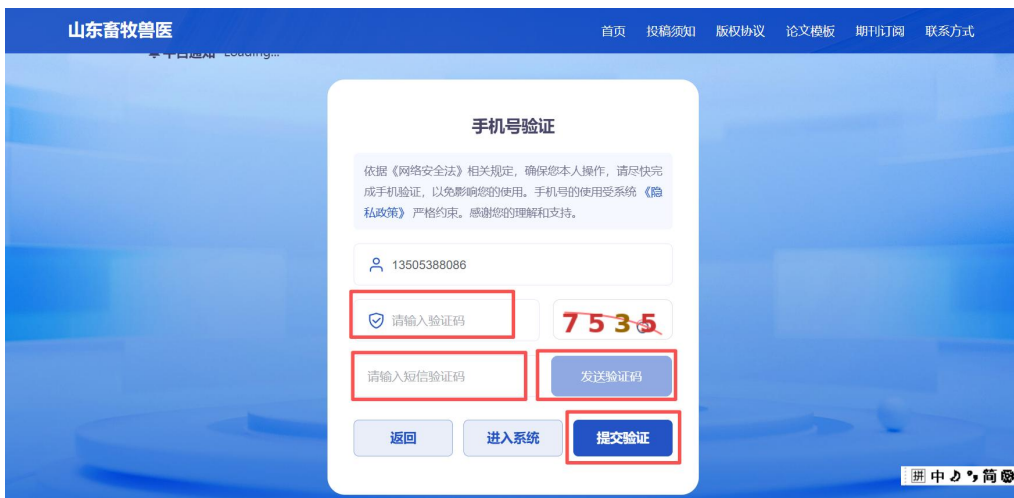 山东畜牧兽医
首页 投稿须知 版权协议 论文模板 期刊订阅 联系方式
平台通知 Loading...
手机号验证
依据《网络安全法》相关规定，确保您本人操作，请尽快完
成手机验证，以免影响您的使用。手机号的使用受系统《隐
私政策》严格约束。感谢您的理解和支持。
13505388086
请输入验证码 7535
请输入短信验证码 发送验证码
返回 进入系统 提交验证
拼 中 简